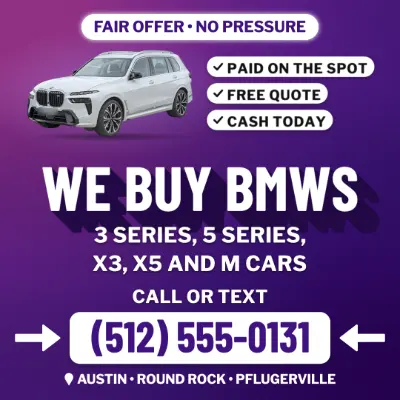 FAIR OFFER • NO PRESSURE
✓ PAID ON THE SPOT
✓ FREE QUOTE
✓ CASH TODAY
WE BUY BMWS
3 SERIES, 5 SERIES,
X3, X5 AND M CARS
CALL OR TEXT
(512) 555-0131
AUSTIN • ROUND ROCK • PFLUGERVILLE